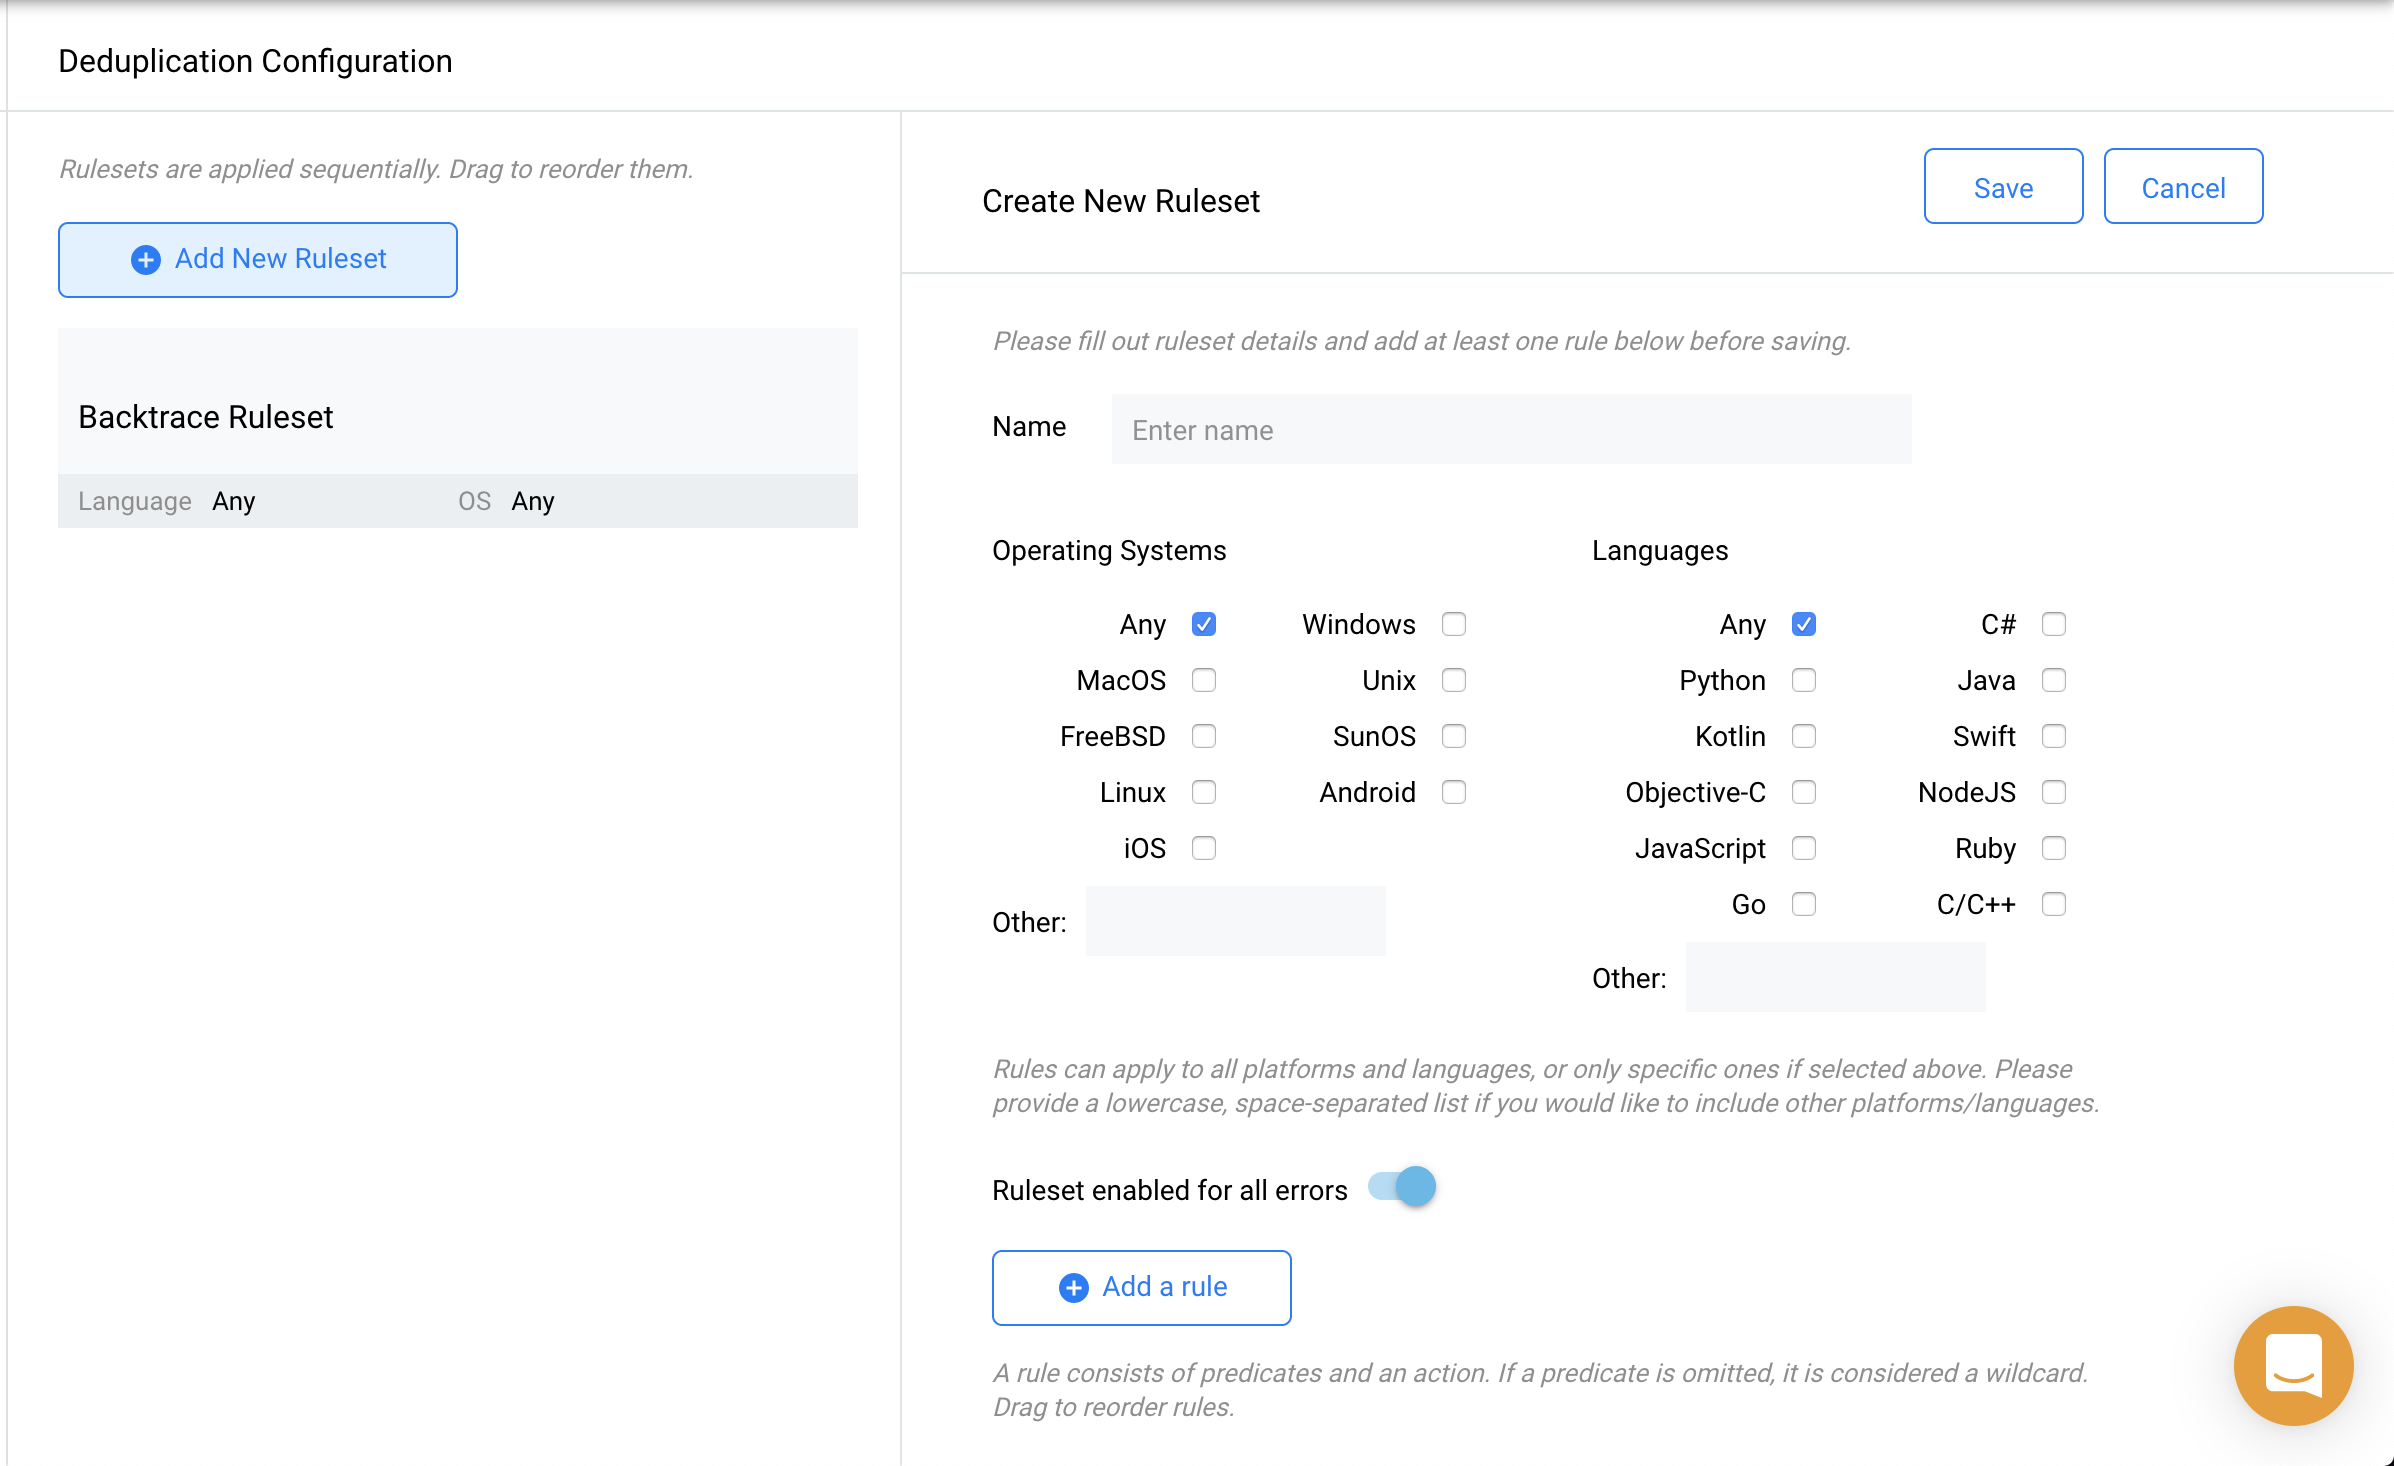 Deduplication Configuration
Rulesets are applied sequentially. Drag to reorder them.
Add New Ruleset
Backtrace Ruleset
Language Any OS Any
Create New Ruleset
Save Cancel
Please fill out ruleset details and add at least one rule below before saving.
Name Enter name
Operating Systems
Any Windows
MacOS Unix
FreeBSD SunOS
Linux Android
iOS
Other:
Languages
Any C#
Python Java
Kotlin Swift
Objective-C NodeJS
JavaScript Ruby
Go C/C++
Other:
Rules can apply to all platforms and languages, or only specific ones if selected above. Please
provide a lowercase, space-separated list if you would like to include other platforms/languages.
Ruleset enabled for all errors
Add a rule
A rule consists of predicates and an action. If a predicate is omitted, it is considered a wildcard.
Drag to reorder rules.